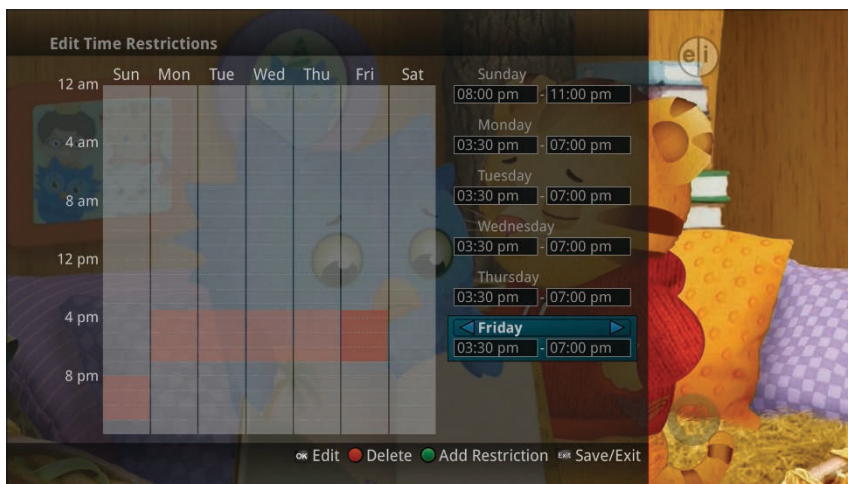 Edit Time Restrictions
eli
Sun Mon Tue Wed Thu Fri Sat
12 am
4 am
8 am
12 pm
4 pm
8 pm
Sunday
08:00 pm - 11:00 pm
Monday
03:30 pm - 07:00 pm
Tuesday
03:30 pm - 07:00 pm
Wednesday
03:30 pm - 07:00 pm
Thursday
03:30 pm - 07:00 pm
Friday
03:30 pm - 07:00 pm
OK Edit Delete Add Restriction Exit Save/Exit